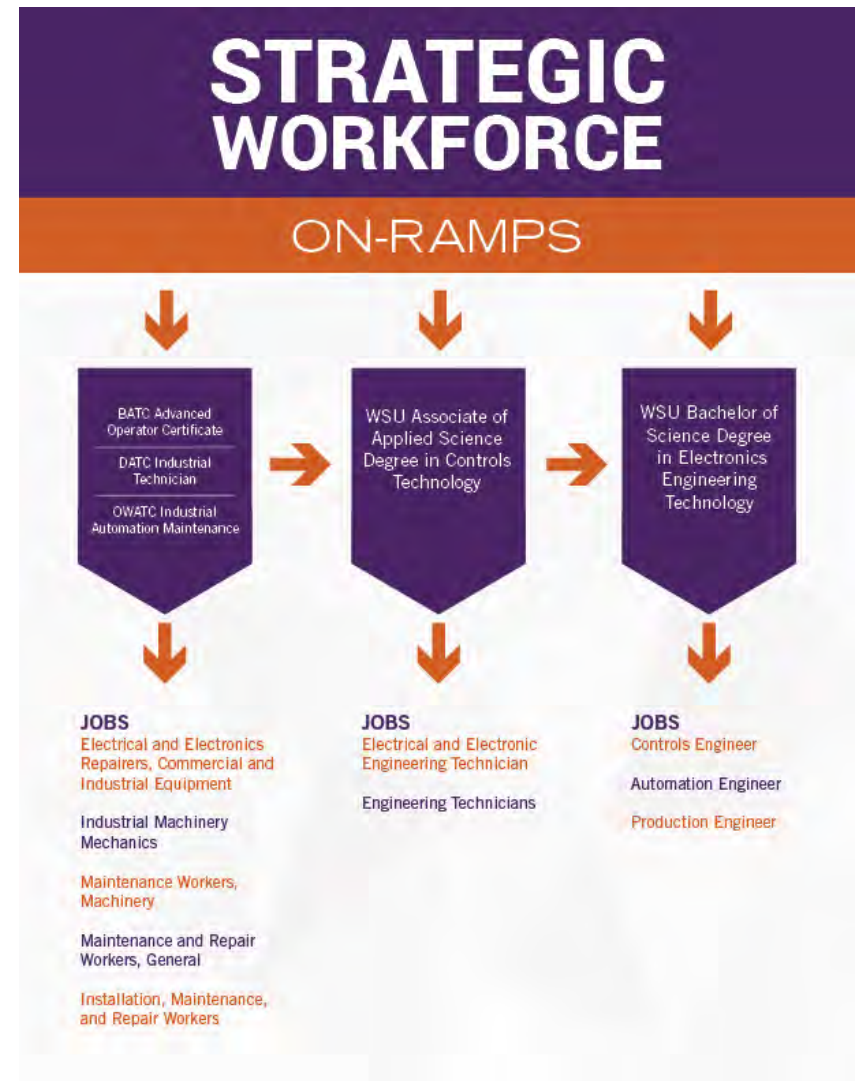 STRATEGIC
WORKFORCE
ON-RAMPS
BATC Advanced
Operator Certificate
DATC Industrial
Technician
OWATC Industrial
Automation Maintenance
WSU Associate of
Applied Science
Degree in Controls
Technology
WSU Bachelor of
Science Degree
in Electronics
Engineering
Technology
JOBS
Electrical and Electronics
Repairers, Commercial and
Industrial Equipment
Industrial Machinery
Mechanics
Maintenance Workers,
Machinery
Maintenance and Repair
Workers, General
Installation, Maintenance,
and Repair Workers
JOBS
Electrical and Electronic
Engineering Technician
Engineering Technicians
JOBS
Controls Engineer
Automation Engineer
Production Engineer